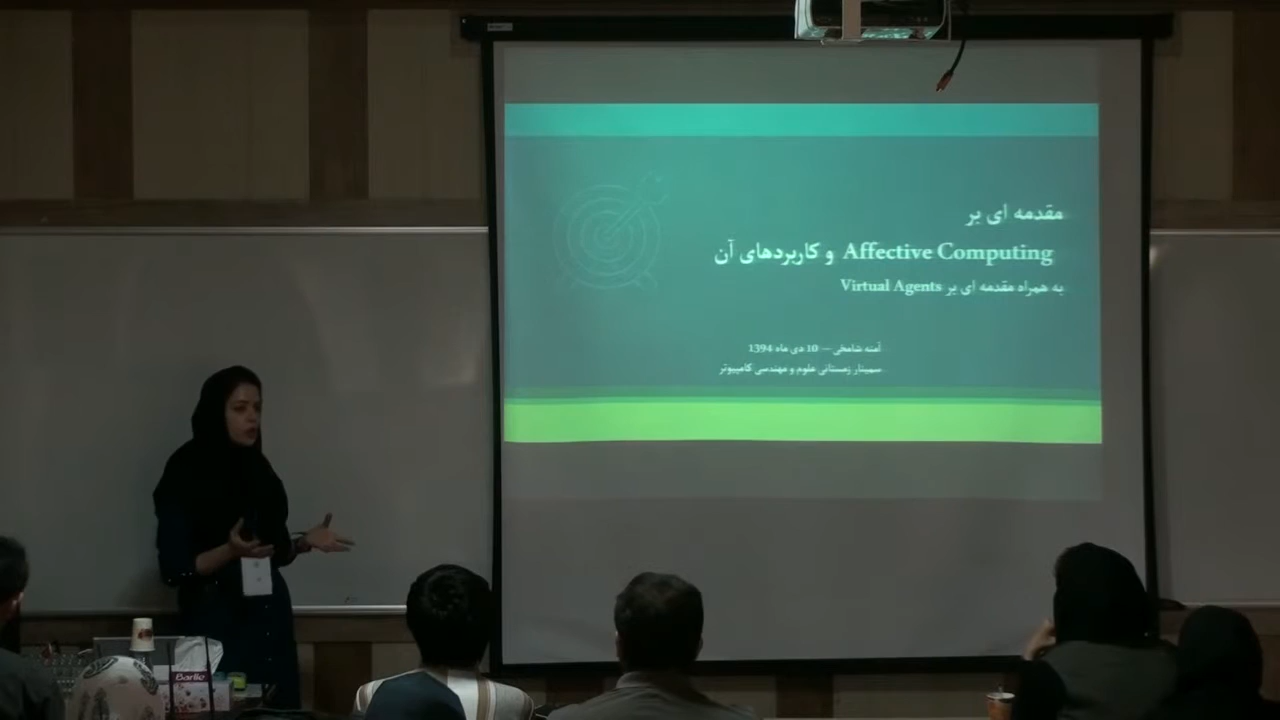 مقدمه ای بر
Affective Computing و کاربردهای آن
به همراه مقدمه ای بر Virtual Agents
آمنه شامخی — 10 دی ماه 1394
سمینار زمستانی علوم و مهندسی کامپیوتر
Barlie